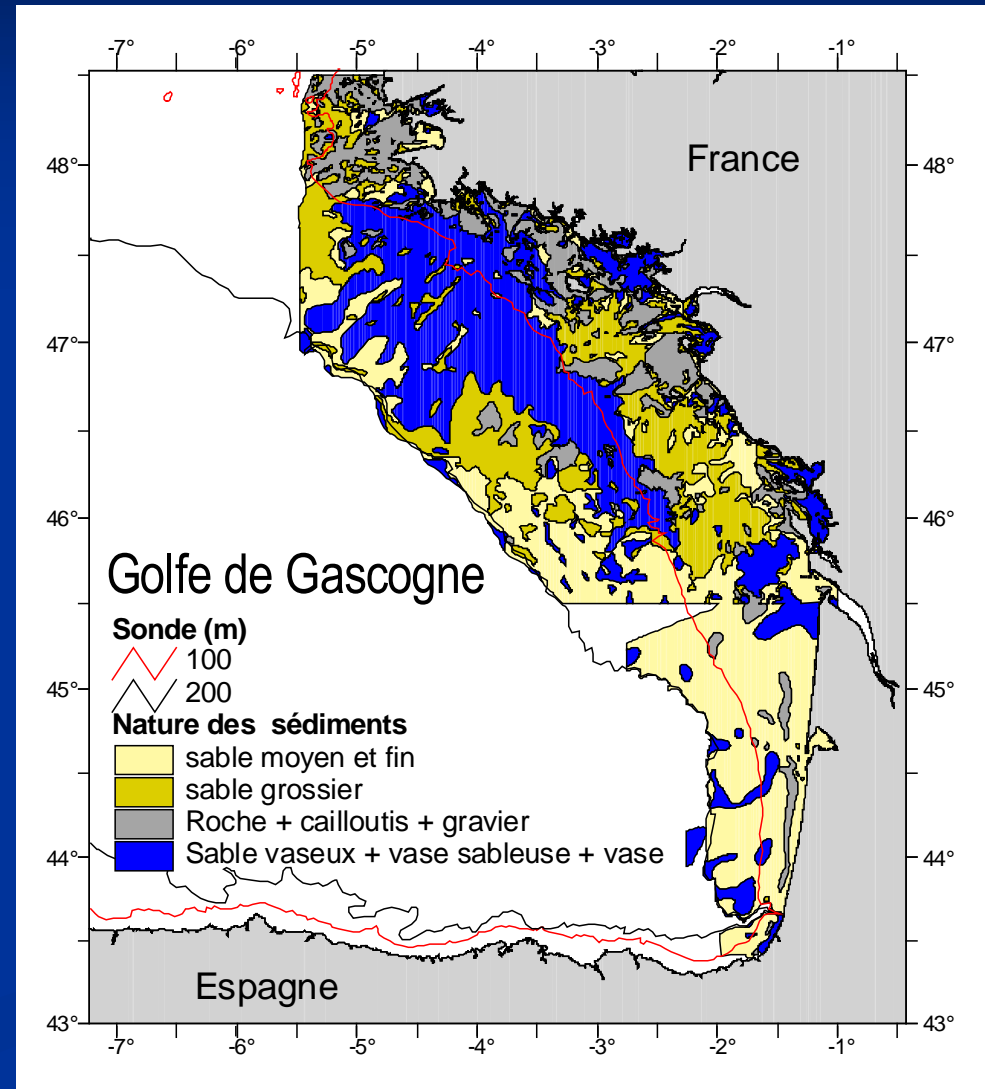 -7° -6° -5° -4° -3° -2° -1°
France
48° 48°
47° 47°
46° 46°
Golfe de Gascogne
Sonde (m)
100
200
45° 45°
Nature des sédiments
sable moyen et fin
sable grossier
Roche + cailloutis + gravier
Sable vaseux + vase sableuse + vase
44° 44°
Espagne
43° 43°
-7° -6° -5° -4° -3° -2° -1°